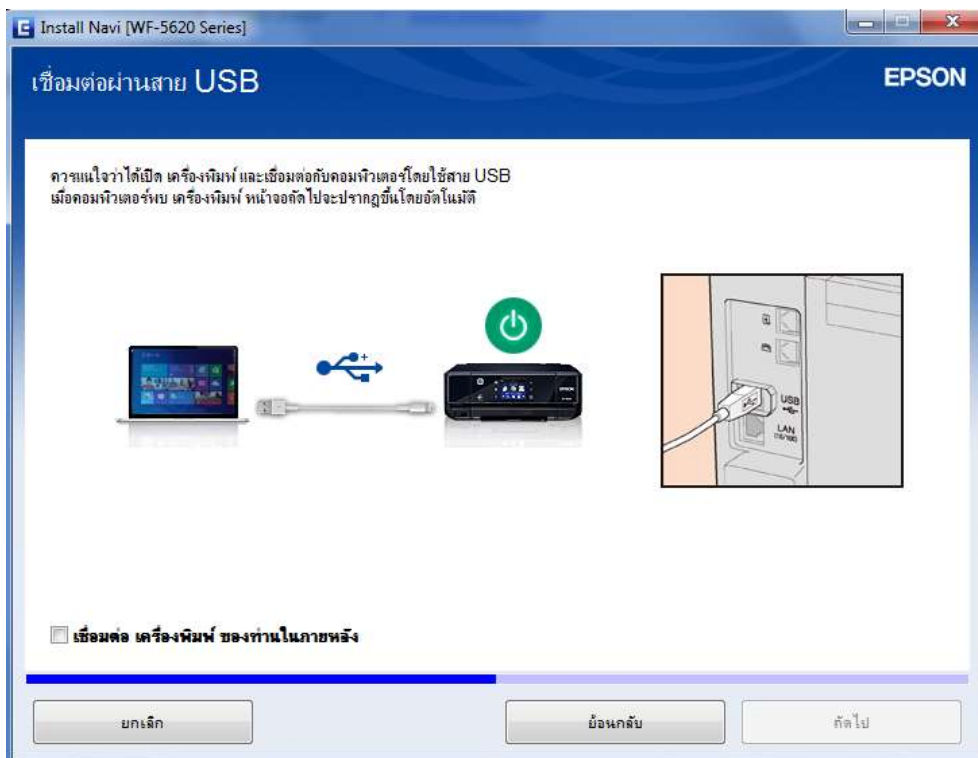 Install Navi [WF-5620 Series]
เชื่อมต่อผ่านสาย USB
EPSON
ควรแน่ใจว่าได้เปิด เครื่องพิมพ์ และเชื่อมต่อกับคอมพิวเตอร์โดยใช้สาย USB
เมื่อคอมพิวเตอร์พบ เครื่องพิมพ์ หน้าจอถัดไปจะปรากฏขึ้นโดยอัตโนมัติ
USB
LAN
เชื่อมต่อ เครื่องพิมพ์ ของท่านในภายหลัง
ยกเลิก
ย้อนกลับ
ถัดไป